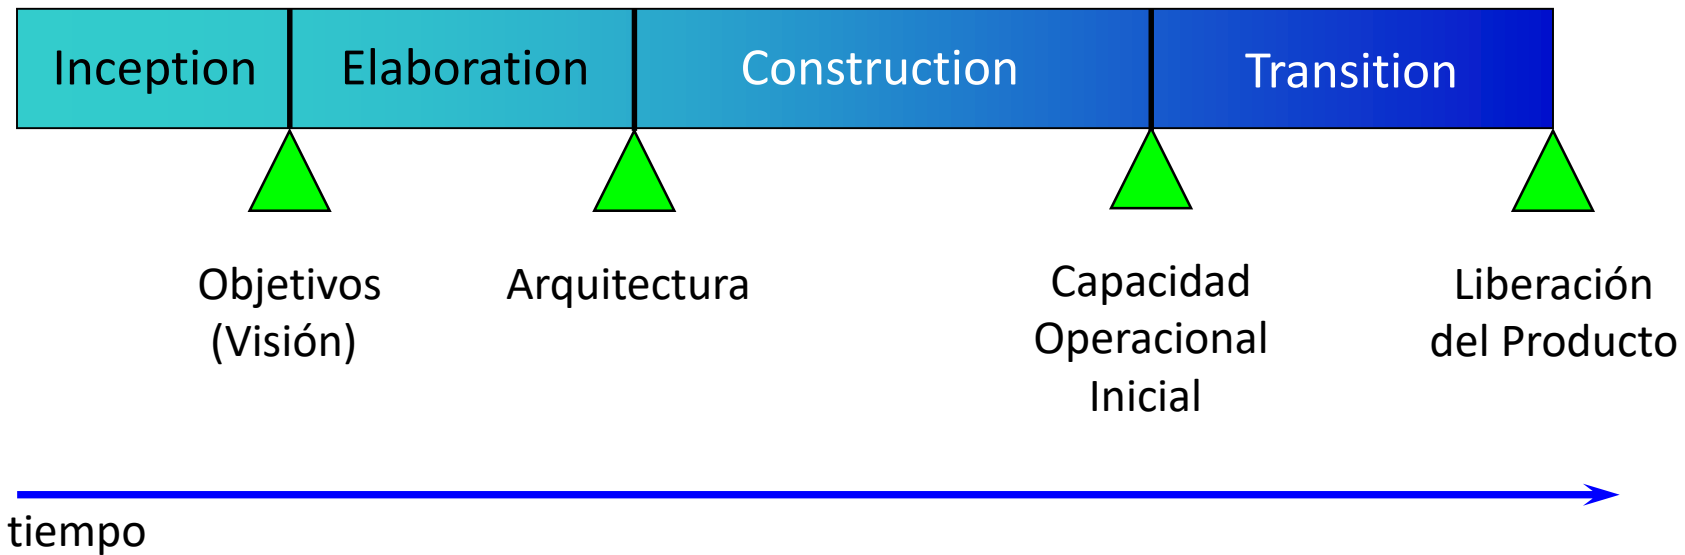 Inception
Elaboration
Construction
Transition
Objetivos
(Visión)
Arquitectura
Capacidad
Operacional
Inicial
Liberación
del Producto
tiempo